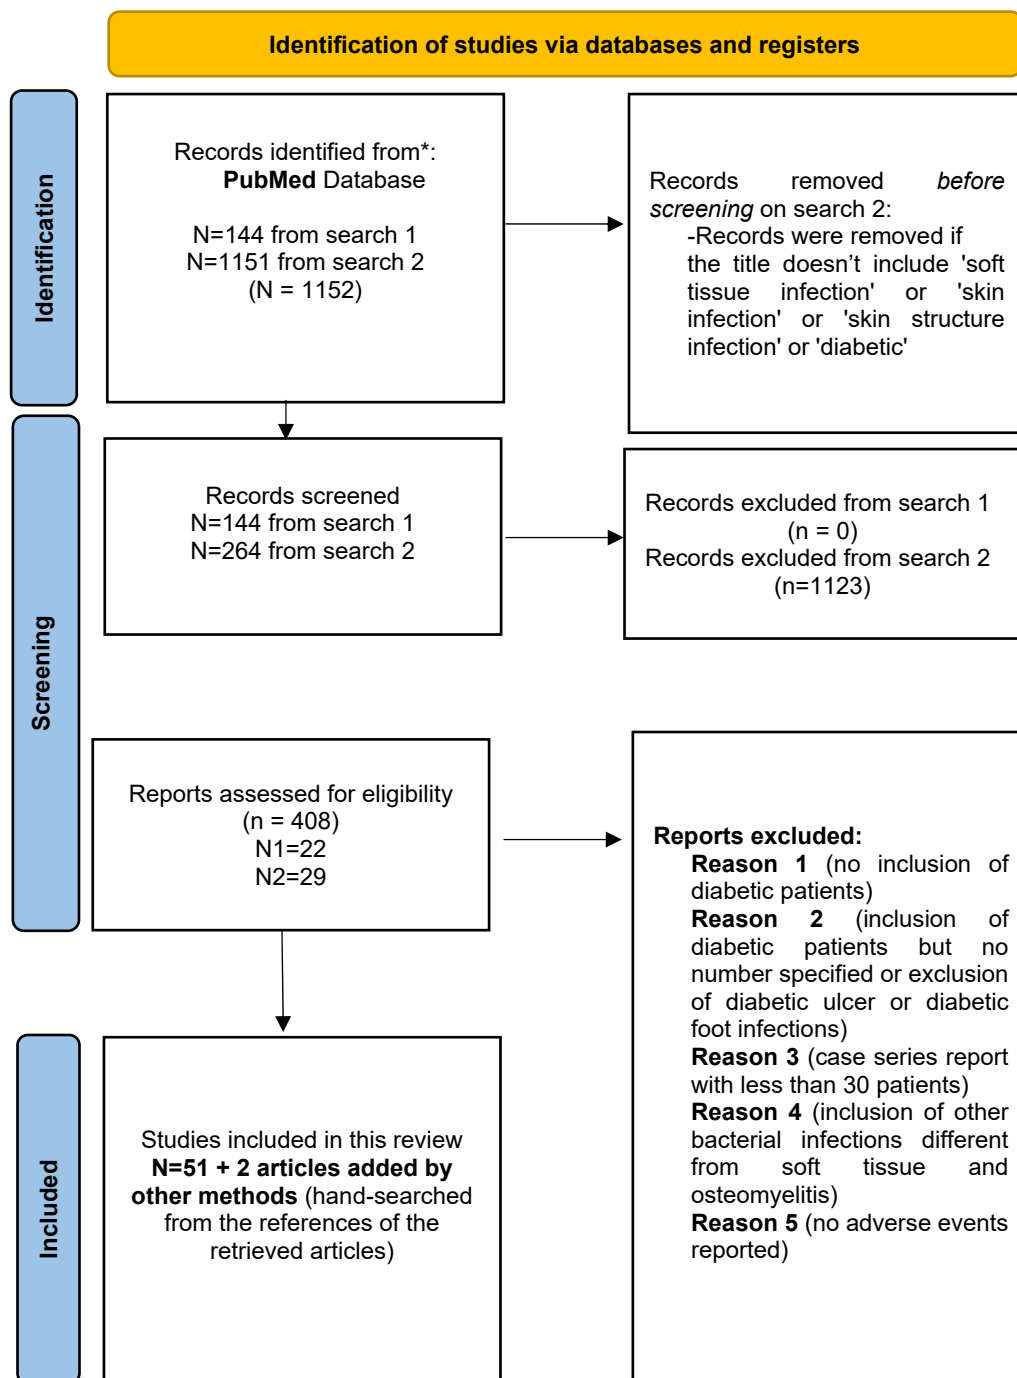 Identification of studies via databases and registers
Identification
Records identified from*:
PubMed Database
N=144 from search 1
N=1151 from search 2
(N = 1152)
Records removed before
screening on search 2:
-Records were removed if
the title doesn’t include 'soft
tissue infection' or 'skin
infection' or 'skin structure
infection' or 'diabetic'
Screening
Records screened
N=144 from search 1
N=264 from search 2
Records excluded from search 1
(n = 0)
Records excluded from search 2
(n=1123)
Reports assessed for eligibility
(n = 408)
N1=22
N2=29
Reports excluded:
Reason 1 (no inclusion of
diabetic patients)
Reason 2 (inclusion of
diabetic patients but no
number specified or exclusion
of diabetic ulcer or diabetic
foot infections)
Reason 3 (case series report
with less than 30 patients)
Reason 4 (inclusion of other
bacterial infections different
from soft tissue and
osteomyelitis)
Reason 5 (no adverse events
reported)
Included
Studies included in this review
N=51 + 2 articles added by
other methods (hand-searched
from the references of the
retrieved articles)